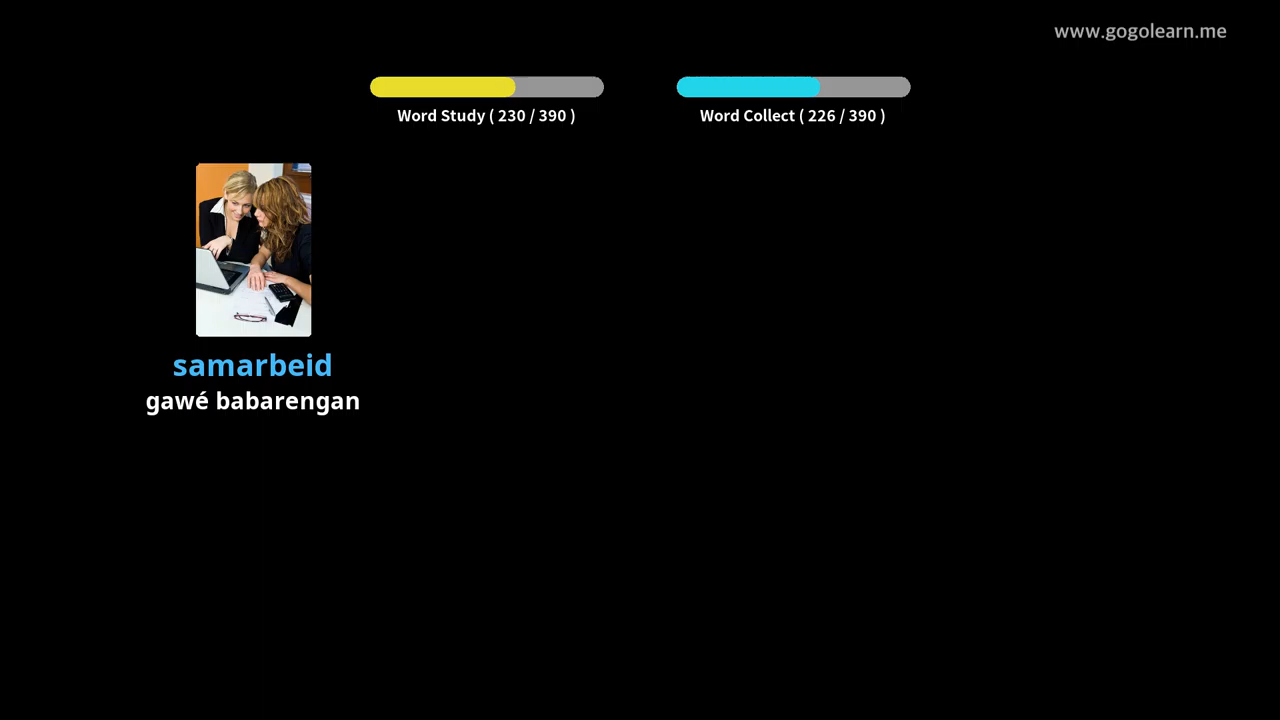 www.gogolearn.me
Word Study ( 230 / 390 )
Word Collect ( 226 / 390 )
samarbeid
gawé babarengan